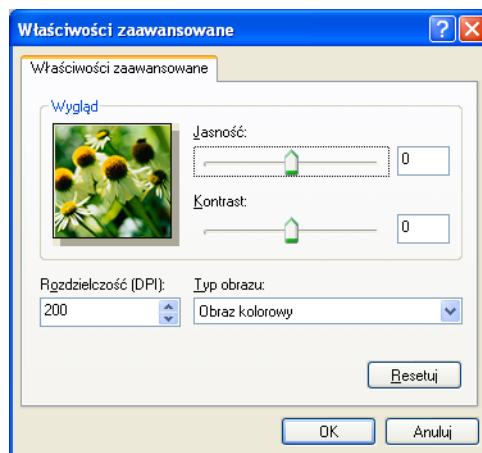 Właściwości zaawansowane
Właściwości zaawansowane
Wygląd
Jasność:
0
Kontrast:
0
Rozdzielczość (DPI): Typ obrazu:
200 Obraz kolorowy
Resetuj
OK Anuluj